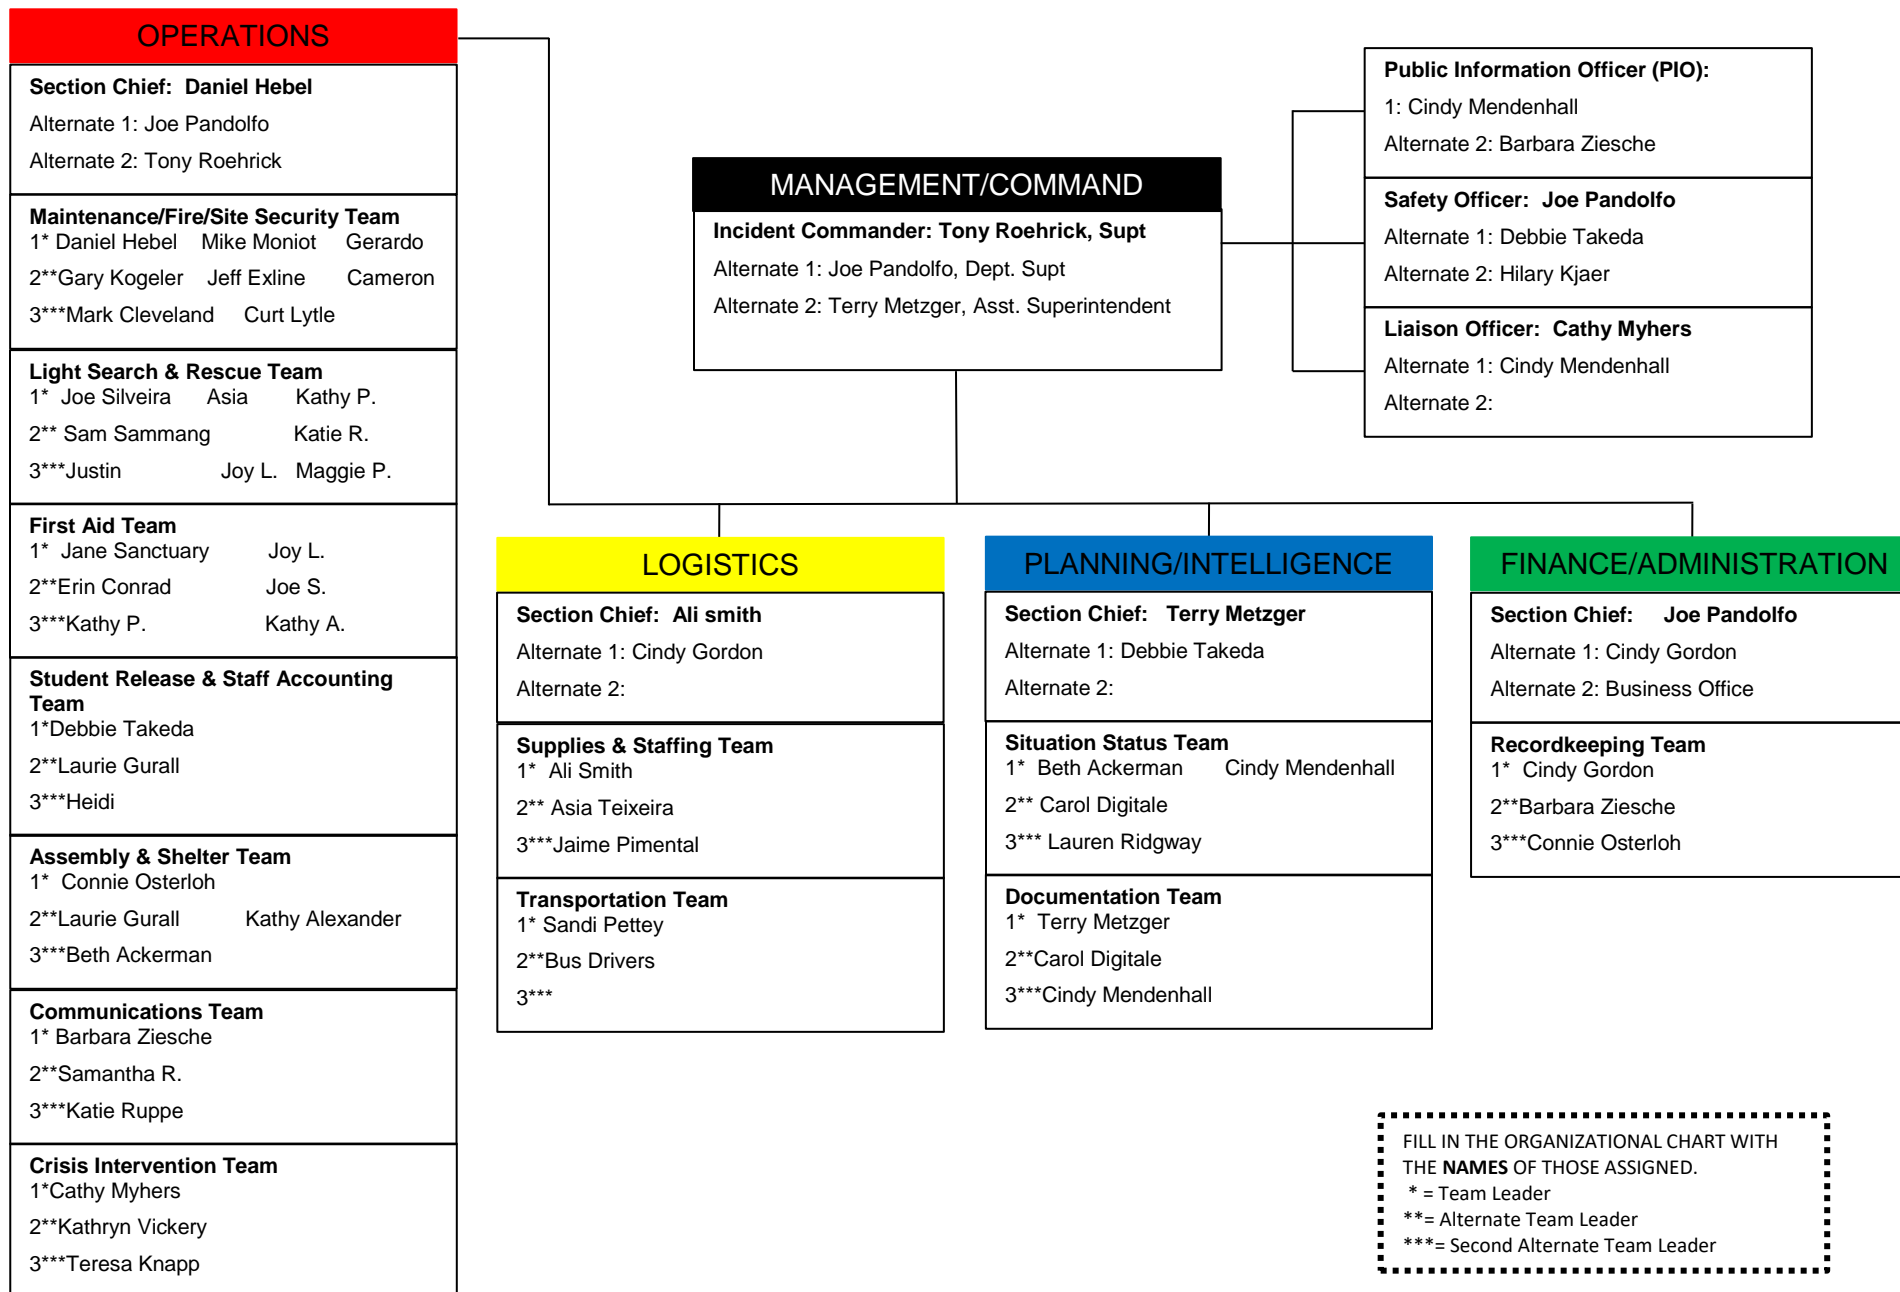 OPERATIONS
Section Chief:  Daniel Hebel
Alternate 1: Joe Pandolfo
Alternate 2: Tony Roehrick
Maintenance/Fire/Site Security Team
1* Daniel Hebel    Mike Moniot    Gerardo
2**Gary Kogeler    Jeff Exline    Cameron
3***Mark Cleveland    Curt Lytle
Light Search & Rescue Team
1*  Joe Silveira    Asia    Kathy P.
2** Sam Sammang    Katie R.
3***Justin    Joy L.   Maggie P.
First Aid Team
1*  Jane Sanctuary    Joy L.
2**Erin Conrad    Joe S.
3***Kathy P.    Kathy A.
Student Release & Staff Accounting
Team
1*Debbie Takeda
2**Laurie Gurall
3***Heidi
Assembly & Shelter Team
1*  Connie Osterloh
2**Laurie Gurall    Kathy Alexander
3***Beth Ackerman
Communications Team
1* Barbara Ziesche
2**Samantha R.
3***Katie Ruppe
Crisis Intervention Team
1*Cathy Myhers
2**Kathryn Vickery
3***Teresa Knapp
MANAGEMENT/COMMAND
Incident Commander: Tony Roehrick, Supt
Alternate 1: Joe Pandolfo, Dept. Supt
Alternate 2: Terry Metzger, Asst. Superintendent
Public Information Officer (PIO):
1: Cindy Mendenhall
Alternate 2: Barbara Ziesche
Safety Officer:  Joe Pandolfo
Alternate 1: Debbie Takeda
Alternate 2: Hilary Kjaer
Liaison Officer:  Cathy Myhers
Alternate 1: Cindy Mendenhall
Alternate 2:
LOGISTICS
Section Chief:  Ali smith
Alternate 1: Cindy Gordon
Alternate 2:
Supplies & Staffing Team
1*  Ali Smith
2** Asia Teixeira
3***Jaime Pimental
Transportation Team
1* Sandi Pettey
2**Bus Drivers
3***
PLANNING/INTELLIGENCE
Section Chief:   Terry Metzger
Alternate 1: Debbie Takeda
Alternate 2:
Situation Status Team
1*  Beth Ackerman    Cindy Mendenhall
2** Carol Digitale
3*** Lauren Ridgway
Documentation Team
1*  Terry Metzger
2**Carol Digitale
3***Cindy Mendenhall
FINANCE/ADMINISTRATION
Section Chief:    Joe Pandolfo
Alternate 1: Cindy Gordon
Alternate 2: Business Office
Recordkeeping Team
1*  Cindy Gordon
2**Barbara Ziesche
3***Connie Osterloh
FILL IN THE ORGANIZATIONAL CHART WITH
THE NAMES OF THOSE ASSIGNED.
* = Team Leader
**= Alternate Team Leader
***= Second Alternate Team Leader